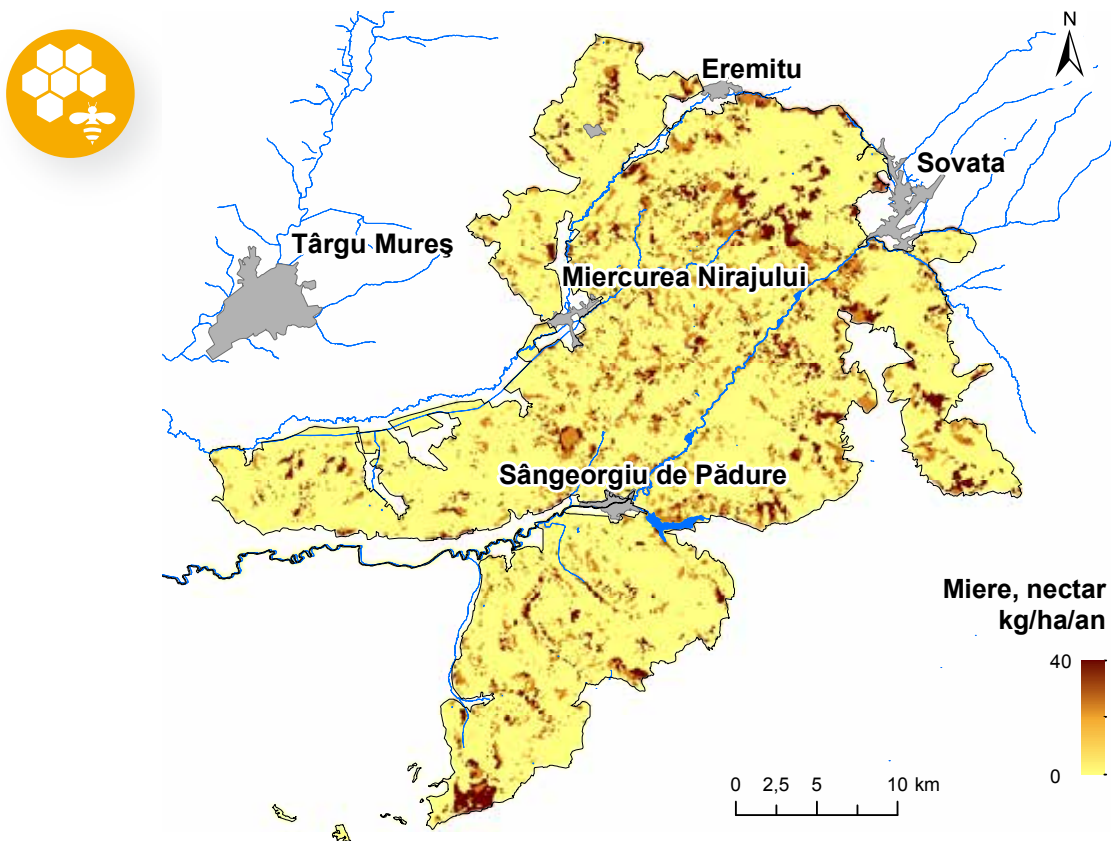 N
Eremitu
Sovata
Târgu Mureş
Miercurea Nirajului
Sângeorgiu de Pădure
Miere, nectar
kg/ha/an
40
0
0 2,5 5 10 km